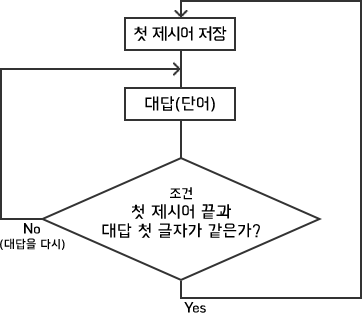 첫 제시어 저장
대답(단어)
조건
첫 제시어 끝과
대답 첫 글자가 같은가?
No
(대답을 다시)
Yes